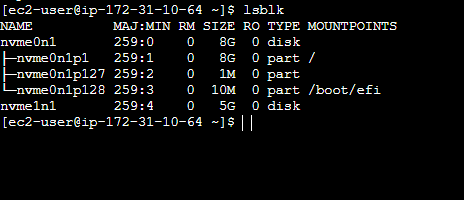 [ec2-user@ip-172-31-10-64 ~]$ lsblk
NAME          MAJ:MIN RM SIZE RO TYPE MOUNTPOINTS
nvme0n1       259:0    0   8G  0 disk
├─nvme0n1p1   259:1    0   8G  0 part /
├─nvme0n1p127 259:2    0   1M  0 part
└─nvme0n1p128 259:3    0  10M  0 part /boot/efi
nvme1n1       259:4    0   5G  0 disk
[ec2-user@ip-172-31-10-64 ~]$